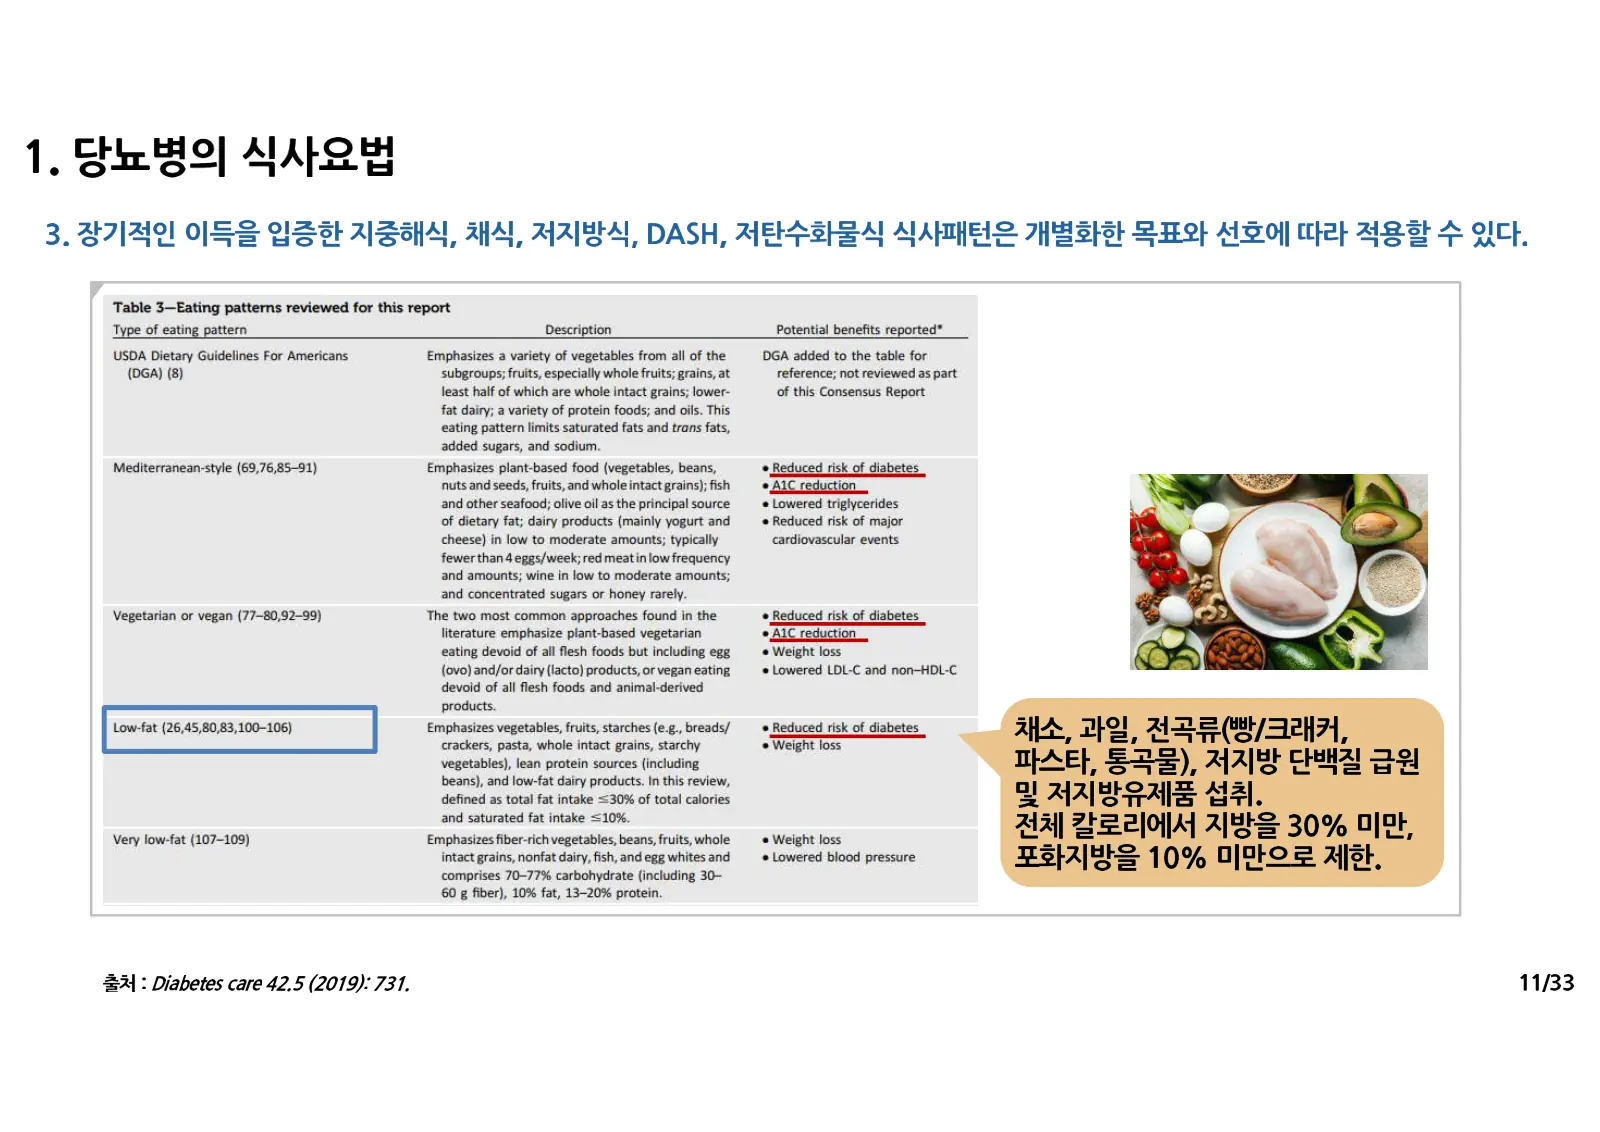 1. 당뇨병의 식사요법
3. 장기적인 이득을 입증한 지중해식, 채식, 저지방식, DASH, 저탄수화물식 식사패턴은 개별화한 목표와 선호에 따라 적용할 수 있다.
Table 3—Eating patterns reviewed for this report
Type of eating pattern Description Potential benefits reported*
USDA Dietary Guidelines For Americans
(DGA) (8)
Emphasizes a variety of vegetables from all of the
subgroups; fruits, especially whole fruits; grains, at
least half of which are whole intact grains; lower-
fat dairy; a variety of protein foods; and oils. This
eating pattern limits saturated fats and trans fats,
added sugars, and sodium.
DGA added to the table for
reference; not reviewed as part
of this Consensus Report
Mediterranean-style (69,76,85–91)
Emphasizes plant-based food (vegetables, beans,
nuts and seeds, fruits, and whole intact grains); fish
and other seafood; olive oil as the principal source
of dietary fat; dairy products (mainly yogurt and
cheese) in low to moderate amounts; typically
fewer than 4 eggs/week; red meat in low frequency
and amounts; wine in low to moderate amounts;
and concentrated sugars or honey rarely.
● Reduced risk of diabetes
● A1C reduction
● Lowered triglycerides
● Reduced risk of major
cardiovascular events
Vegetarian or vegan (77–80,92–99)
The two most common approaches found in the
literature emphasize plant-based vegetarian
eating devoid of all flesh foods but including egg
(ovo) and/or dairy (lacto) products, or vegan eating
devoid of all flesh foods and animal-derived
products.
● Reduced risk of diabetes
● A1C reduction
● Weight loss
● Lowered LDL-C and non–HDL-C
Low-fat (26,45,80,83,100–106)
Emphasizes vegetables, fruits, starches (e.g., breads/
crackers, pasta, whole intact grains, starchy
vegetables), lean protein sources (including
beans), and low-fat dairy products. In this review,
defined as total fat intake ≤30% of total calories
and saturated fat intake ≤10%.
● Reduced risk of diabetes
● Weight loss
Very low-fat (107–109)
Emphasizes fiber-rich vegetables, beans, fruits, whole
intact grains, nonfat dairy, fish, and egg whites and
comprises 70–77% carbohydrate (including 30–
60 g fiber), 10% fat, 13–20% protein.
● Weight loss
● Lowered blood pressure
채소, 과일, 전곡류(빵/크래커,
파스타, 통곡물), 저지방 단백질 급원
및 저지방유제품 섭취.
전체 칼로리에서 지방을 30% 미만,
포화지방을 10% 미만으로 제한.
출처 : Diabetes care 42.5 (2019): 731.
11/33